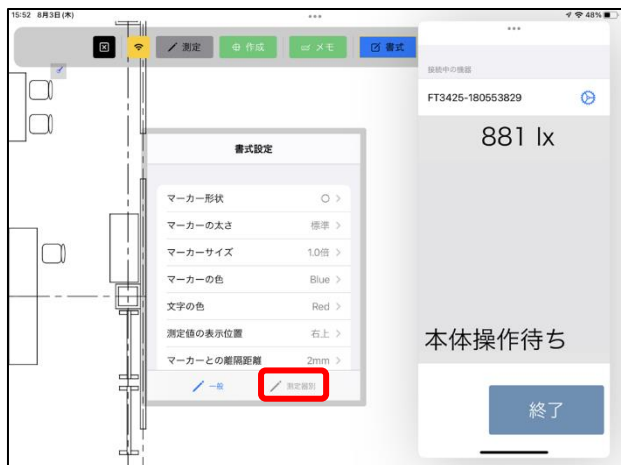 15:52 8月3日(木)
48%
測定
作成
メモ
書式
接続中の機器
FT3425-180553829
881 lx
書式設定
マーカー形状
マーカーの太さ 標準
マーカーサイズ 1.0倍
マーカーの色 Blue
文字の色 Red
測定値の表示位置 右上
マーカーとの離隔距離 2mm
一般
測定種別
本体操作待ち
終了